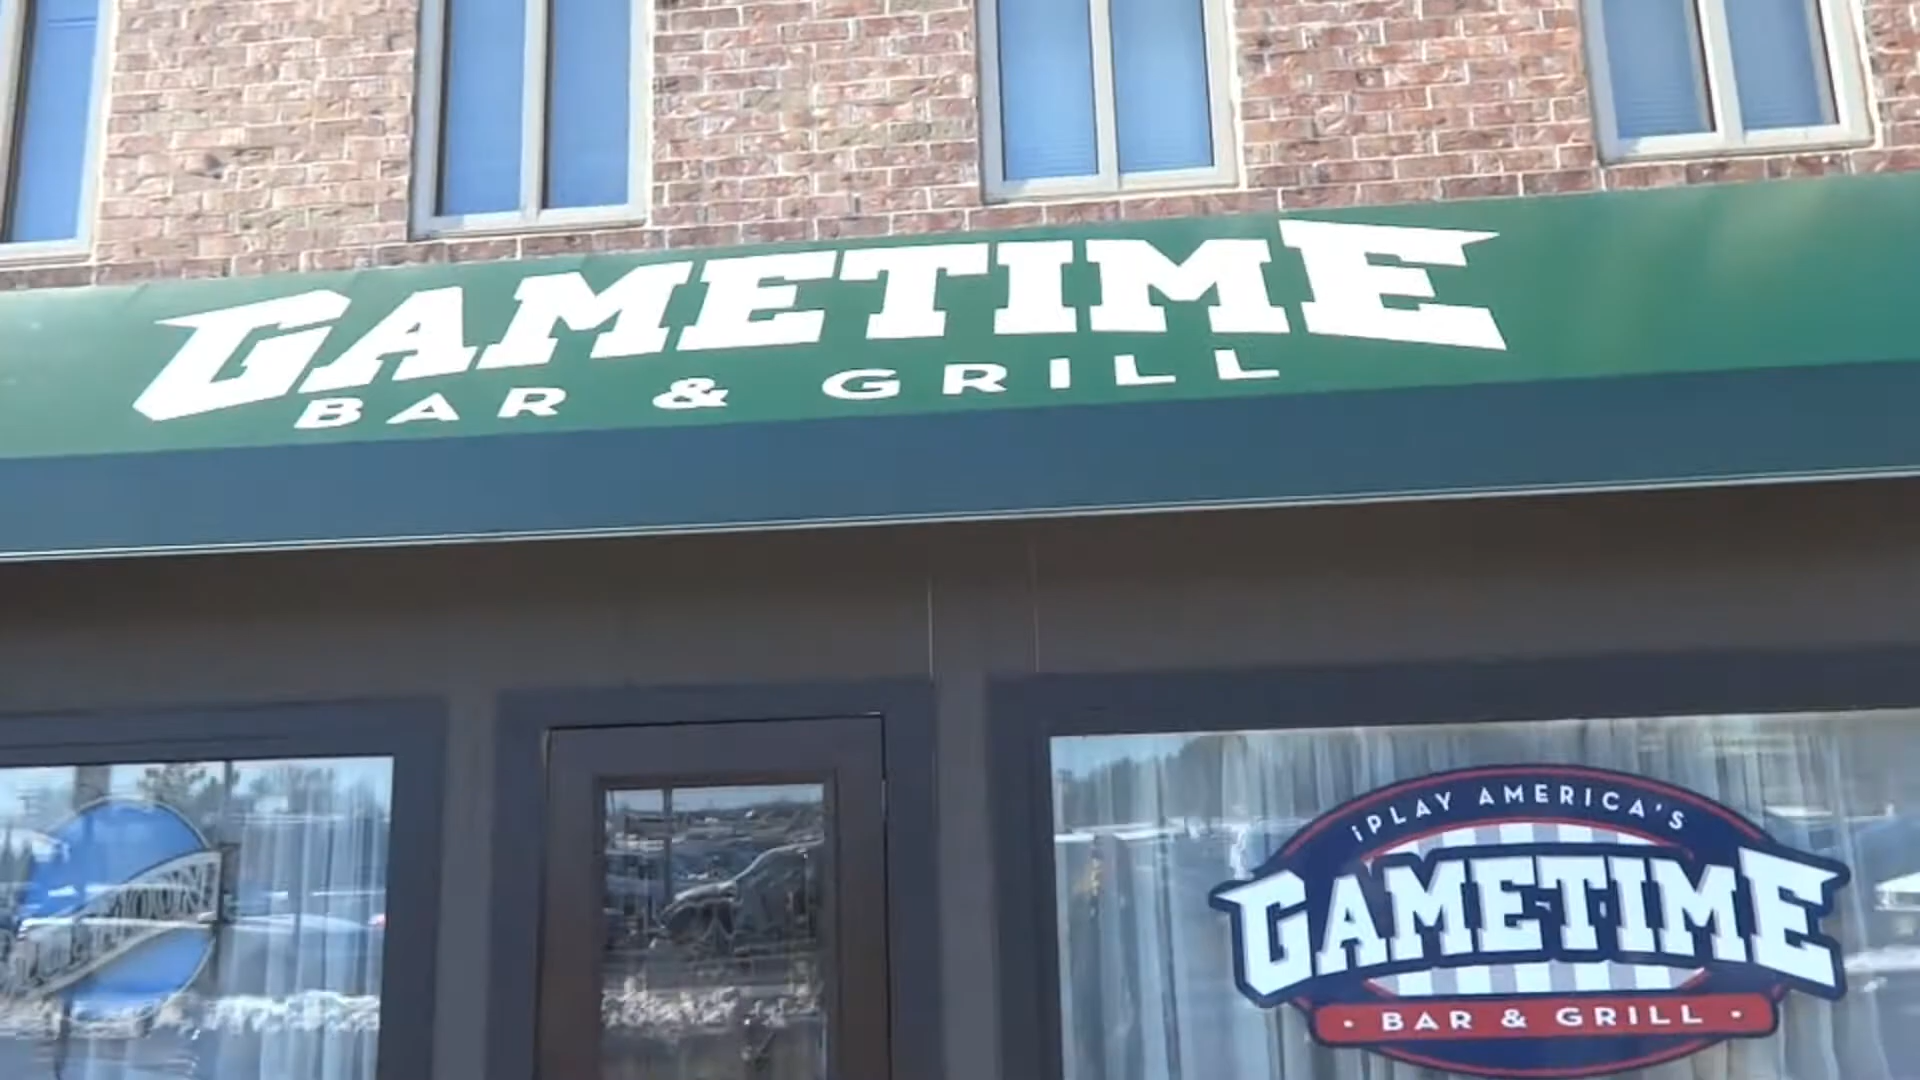 GAMETIME
BAR & GRILL
iPLAY AMERICA'S
GAMETIME
• BAR & GRILL •